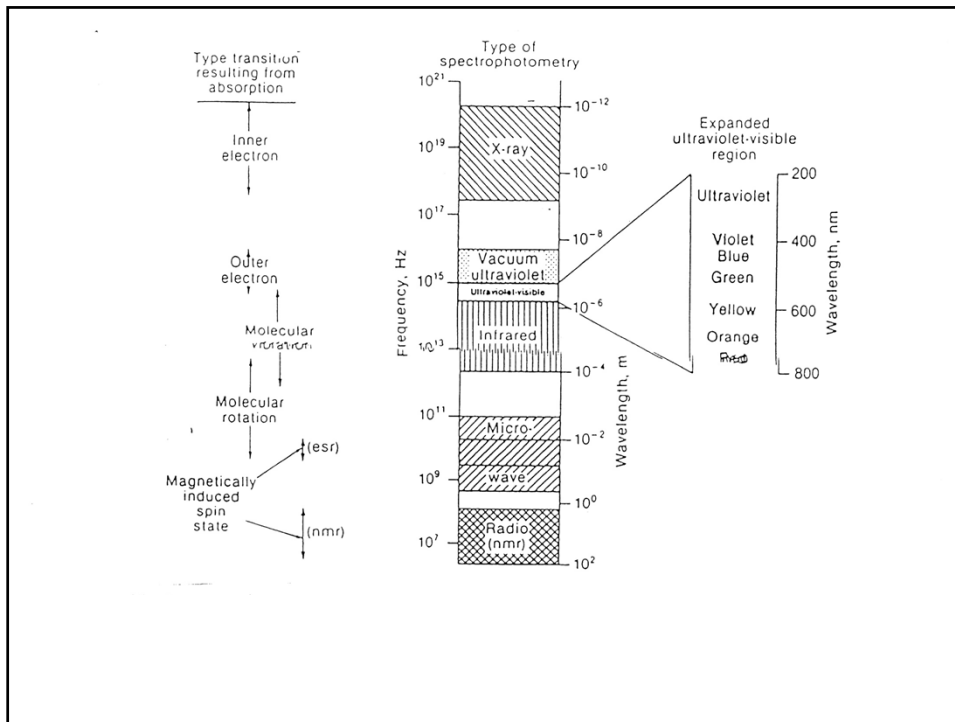 Type transition
resulting from
absorption
Inner
electron
Outer
electron
Molecular
vibration
Molecular
rotation
(esr)
Magnetically
induced
spin
state
(nmr)
Type of
spectrophotometry
Frequency, Hz
10²¹
10¹⁹
10¹⁷
10¹⁵
10¹³
10¹¹
10⁹
10⁷
X-ray
Vacuum
ultraviolet
Ultraviolet-visible
Infrared
Micro-
wave
Radio
(nmr)
10⁻¹²
10⁻¹⁰
10⁻⁸
10⁻⁶
10⁻⁴
10⁻²
10⁰
10²
Wavelength, m
Expanded
ultraviolet-visible
region
Ultraviolet
Violet
Blue
Green
Yellow
Orange
Red
200
400
600
800
Wavelength, nm